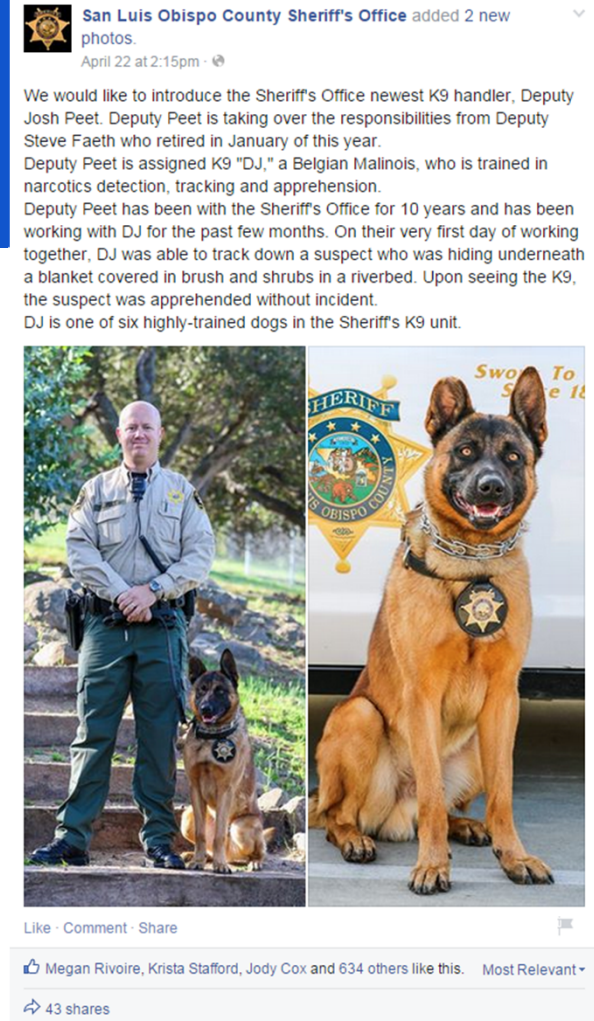 San Luis Obispo County Sheriff's Office added 2 new
photos.
April 22 at 2:15pm ·
We would like to introduce the Sheriff's Office newest K9 handler, Deputy
Josh Peet. Deputy Peet is taking over the responsibilities from Deputy
Steve Faeth who retired in January of this year.
Deputy Peet is assigned K9 "DJ," a Belgian Malinois, who is trained in
narcotics detection, tracking and apprehension.
Deputy Peet has been with the Sheriff's Office for 10 years and has been
working with DJ for the past few months. On their very first day of working
together, DJ was able to track down a suspect who was hiding underneath
a blanket covered in brush and shrubs in a riverbed. Upon seeing the K9,
the suspect was apprehended without incident.
DJ is one of six highly-trained dogs in the Sheriff's K9 unit.
Swo To
S e 18
HERIFF
IS OBISPO COUNTY
Like · Comment · Share
Megan Rivoire, Krista Stafford, Jody Cox and 634 others like this. Most Relevant
43 shares